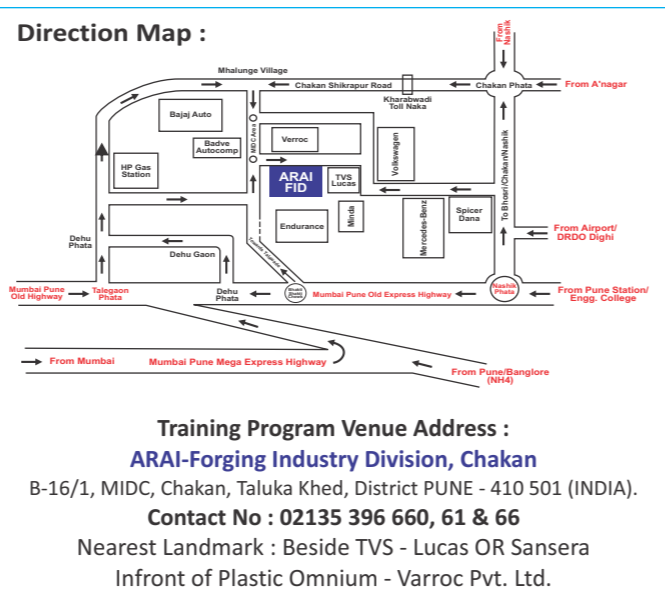 Direction Map :
From
Nashik
Mhalunge Village
Chakan Shikrapur Road
Chakan Phata
From A'nagar
Kharabwadi
Toll Naka
Bajaj Auto
MIDC Area
Verroc
Volkswagen
Badve
Autocomp
HP Gas
Station
ARAI
FID
TVS
Lucas
To Bhosri/Chakan/Nashik
Minda
Mercedes-Benz
Spicer
Dana
Endurance
From Airport/
DRDO Dighi
Dehu
Phata
Dehu Gaon
Mumbai Pune
Old Highway
Talegaon
Phata
Dehu
Phata
Mumbai Pune Old Express Highway
Nashik
Phata
From Pune Station/
Engg. College
From Mumbai
Mumbai Pune Mega Express Highway
From Pune/Banglore
(NH4)
Training Program Venue Address :
ARAI-Forging Industry Division, Chakan
B-16/1, MIDC, Chakan, Taluka Khed, District PUNE - 410 501 (INDIA).
Contact No : 02135 396 660, 61 & 66
Nearest Landmark : Beside TVS - Lucas OR Sansera
Infront of Plastic Omnium - Varroc Pvt. Ltd.